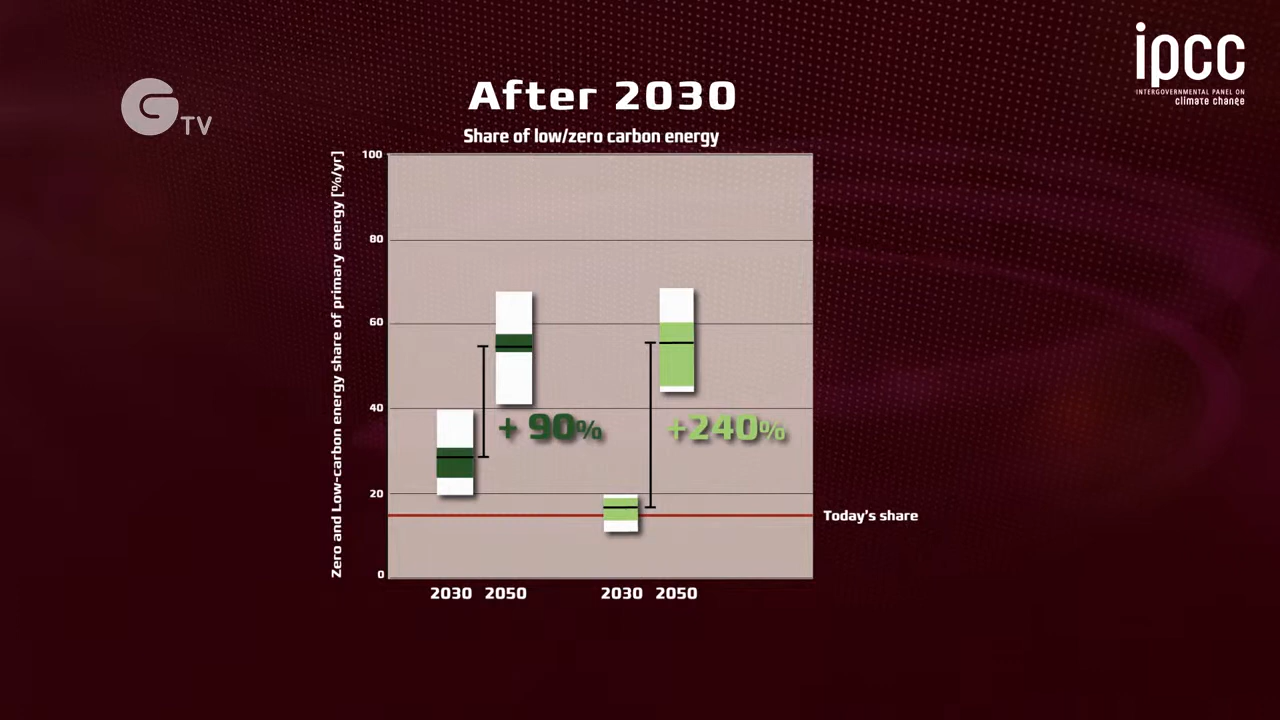 ipcc
INTERGOVERNMENTAL PANEL ON
climate change
G TV
After 2030
Share of low/zero carbon energy
Zero and Low-carbon energy share of primary energy [%/yr]
100
80
60
40
20
0
+ 90%
+240%
Today's share
2030 2050 2030 2050